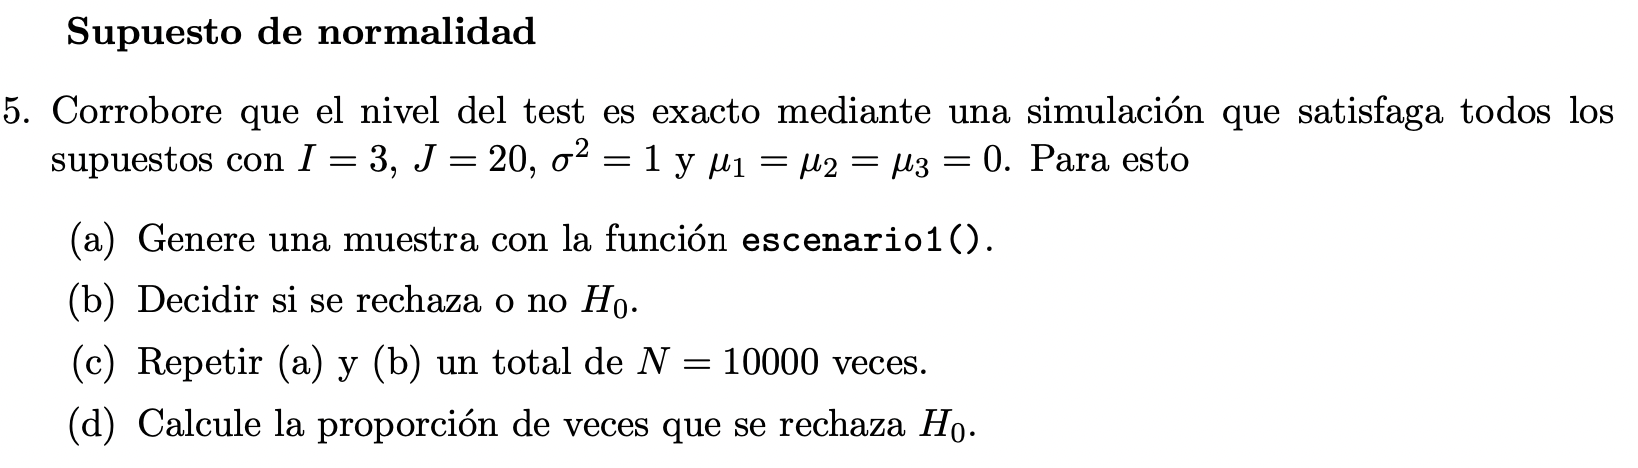 Supuesto de normalidad
5. Corrobore que el nivel del test es exacto mediante una simulación que satisfaga todos los
supuestos con I = 3, J = 20, σ² = 1 y μ₁ = μ₂ = μ₃ = 0. Para esto
(a) Genere una muestra con la función escenario1().
(b) Decidir si se rechaza o no H₀.
(c) Repetir (a) y (b) un total de N = 10000 veces.
(d) Calcule la proporción de veces que se rechaza H₀.